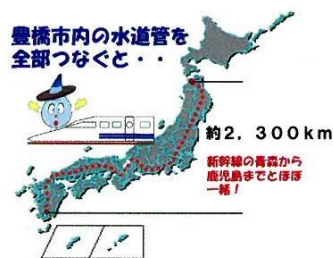 豊橋市内の水道管を
全部つなぐと・・
約2，300km
新幹線の青森から
鹿児島までとほぼ
一緒！